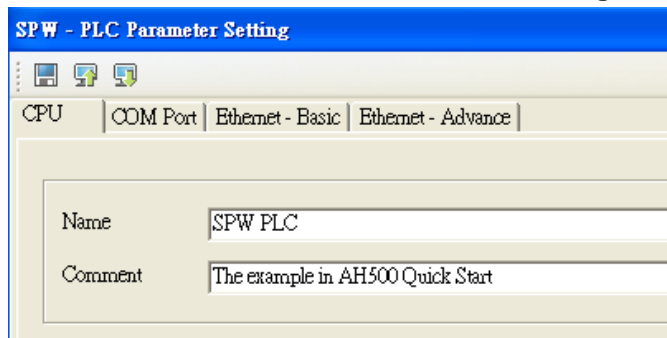 SPW - PLC Parameter Setting
CPU COM Port Ethernet - Basic Ethernet - Advance
Name SPW PLC
Comment The example in AH500 Quick Start